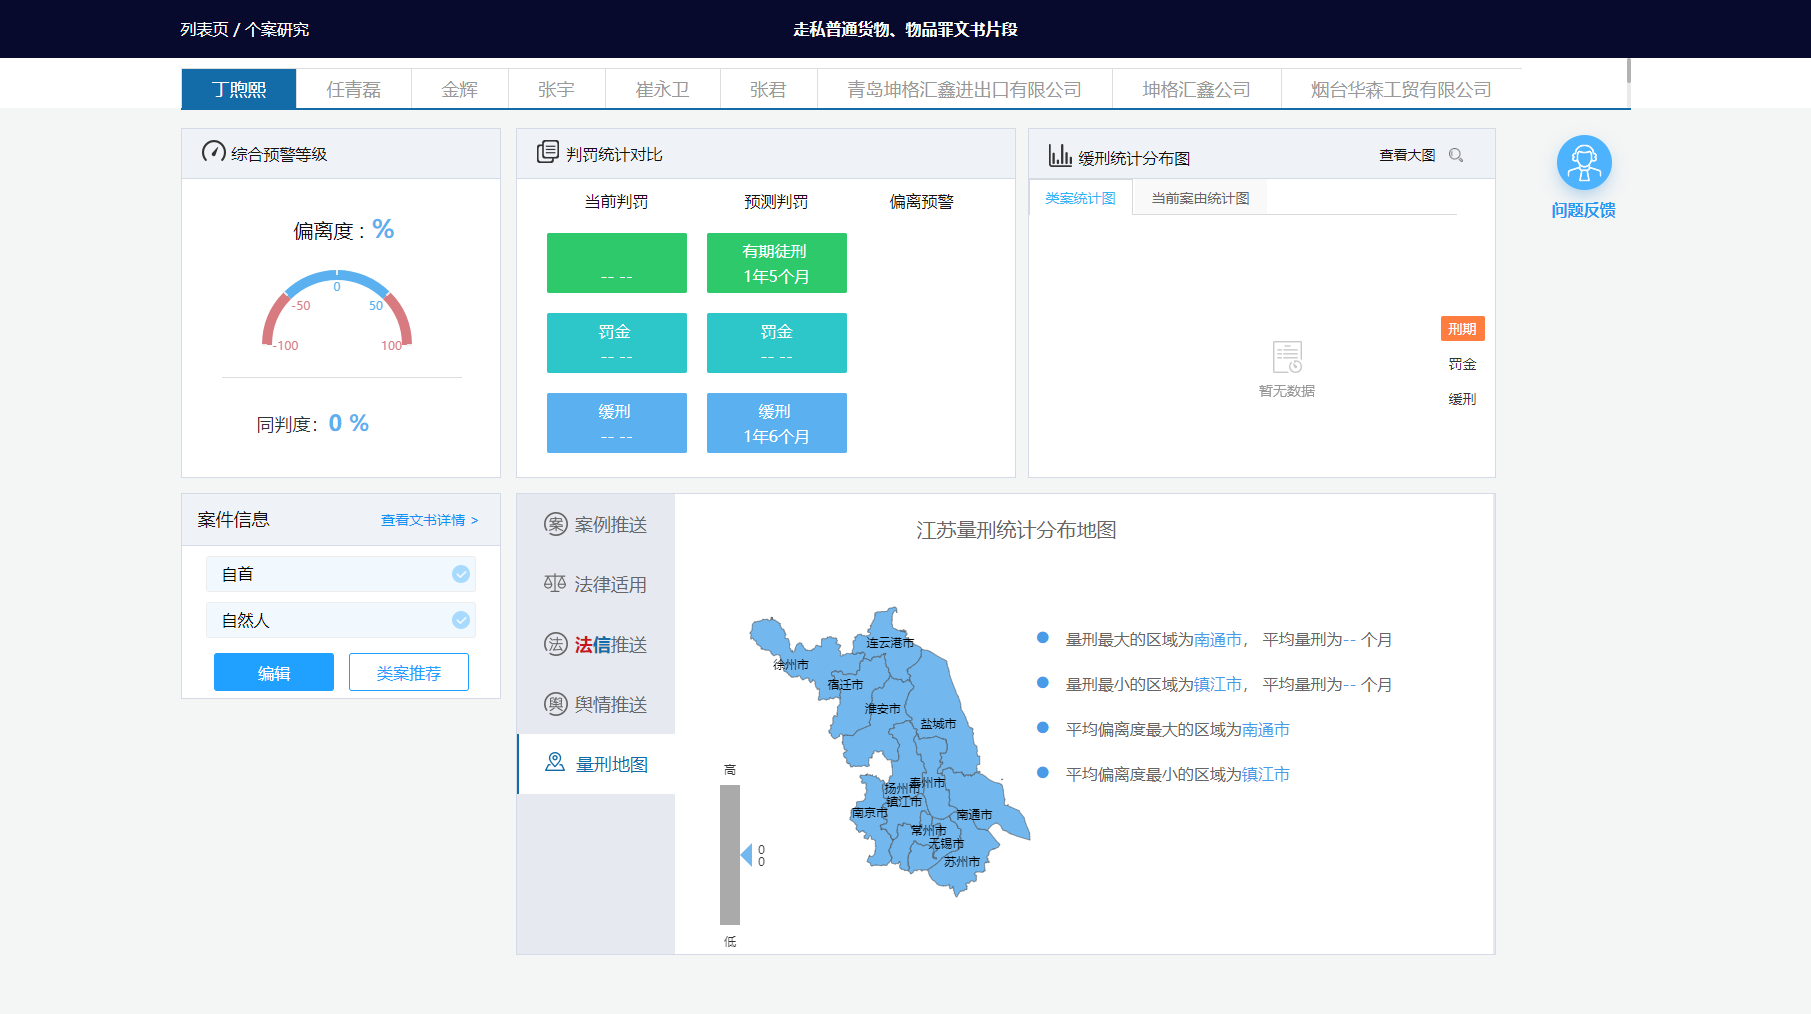 列表页 / 个案研究
走私普通货物、物品罪文书片段
丁煦熙
任青磊
金辉
张宇
崔永卫
张君
青岛坤格汇鑫进出口有限公司
坤格汇鑫公司
烟台华森工贸有限公司
综合预警等级
偏离度 : %
0
-50
50
-100
100
同判度： 0 %
判罚统计对比
当前判罚
预测判罚
偏离预警
-- --
有期徒刑
1年5个月
罚金
-- --
罚金
-- --
缓刑
-- --
缓刑
1年6个月
缓刑统计分布图
查看大图
类案统计图
当前案由统计图
暂无数据
刑期
罚金
缓刑
问题反馈
案件信息
查看文书详情 >
自首
自然人
编辑
类案推荐
案 案例推送
法律适用
法 法信推送
舆 舆情推送
量刑地图
江苏量刑统计分布地图
连云港市
徐州市
宿迁市
淮安市
盐城市
泰州市
扬州市
镇江市
南京市
南通市
常州市
无锡市
苏州市
高
0
0
低
量刑最大的区域为南通市， 平均量刑为-- 个月
量刑最小的区域为镇江市， 平均量刑为-- 个月
平均偏离度最大的区域为南通市
平均偏离度最小的区域为镇江市